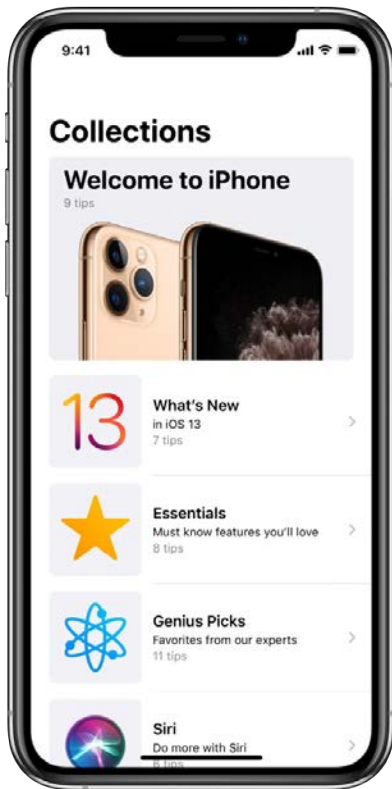 9:41
Collections
Welcome to iPhone
9 tips
13
What's New
in iOS 13
7 tips
Essentials
Must know features you'll love
8 tips
Genius Picks
Favorites from our experts
11 tips
Siri
Do more with Siri
6 tips